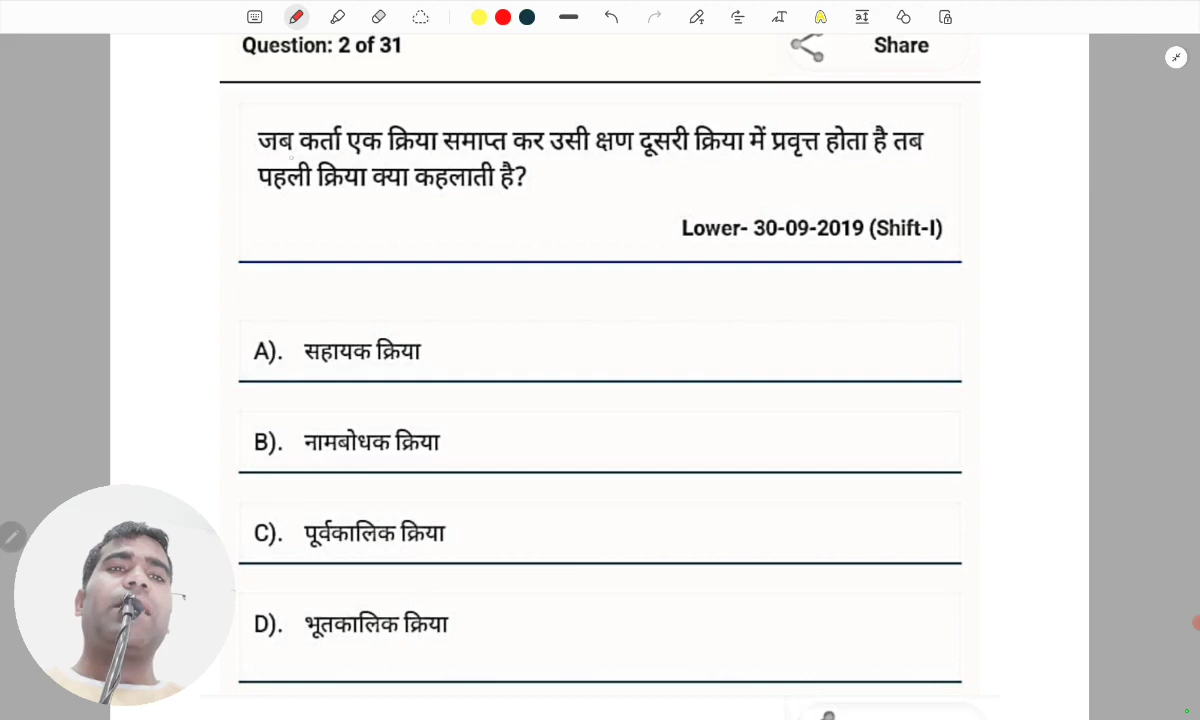 Question: 2 of 31
Share
जब कर्ता एक क्रिया समाप्त कर उसी क्षण दूसरी क्रिया में प्रवृत्त होता है तब
पहली क्रिया क्या कहलाती है?
Lower- 30-09-2019 (Shift-I)
A). सहायक क्रिया
B). नामबोधक क्रिया
C). पूर्वकालिक क्रिया
D). भूतकालिक क्रिया